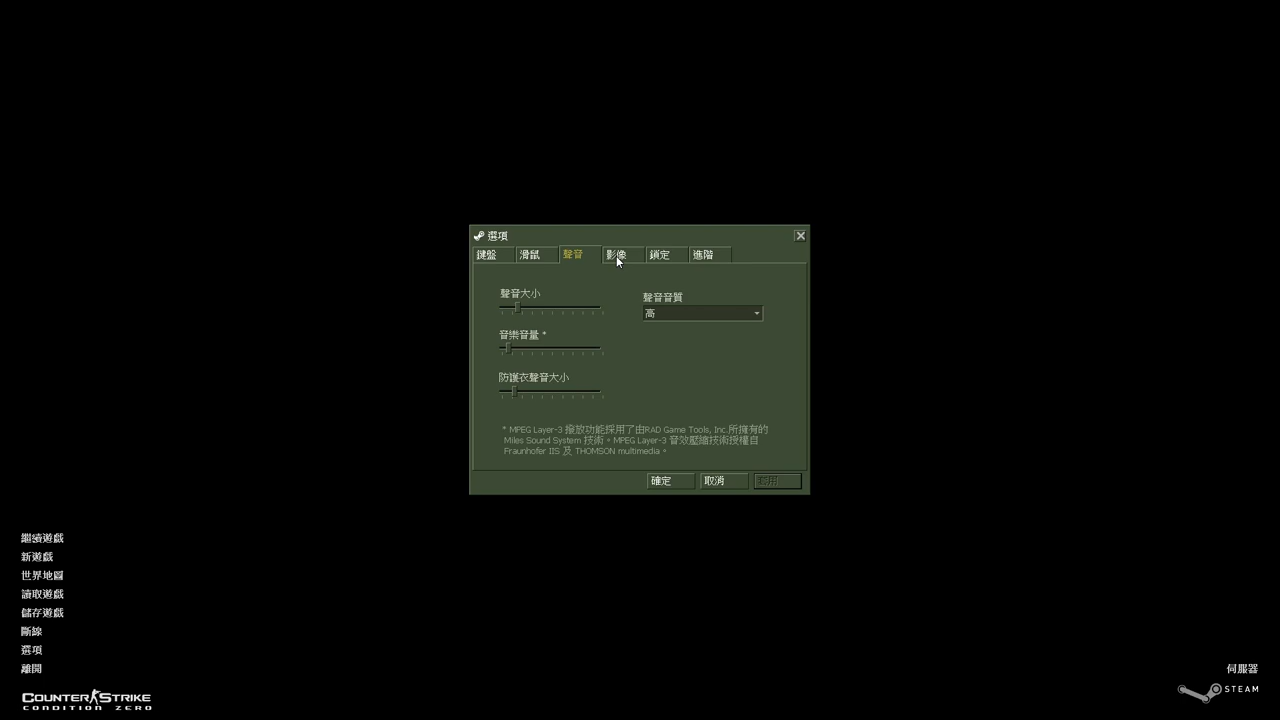 選項
鍵盤 滑鼠 聲音 影像 鎖定 進階
聲音大小
聲音音質
高
音樂音量 *
防護衣聲音大小
* MPEG Layer-3 撥放功能採用了由RAD Game Tools, Inc.所擁有的
Miles Sound System 技術。MPEG Layer-3 音效壓縮技術授權自
Fraunhofer IIS 及 THOMSON multimedia。
確定 取消 套用
繼續遊戲
新遊戲
世界地圖
讀取遊戲
儲存遊戲
斷線
選項
離開
伺服器
COUNTER STRIKE
CONDITION ZERO
STEAM